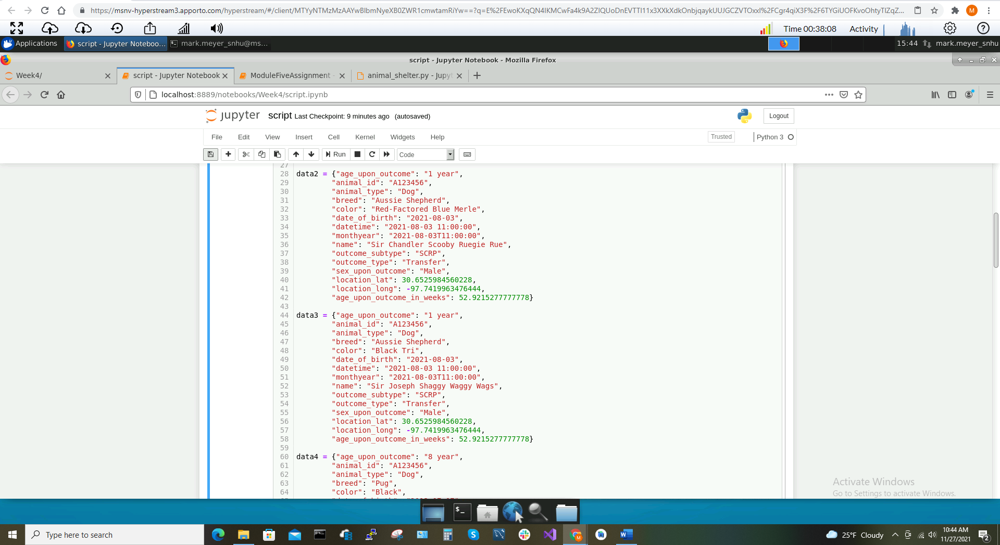 https://msnv-hyperstream3.apporto.com/hyperstream/#/client/
Time 00:38:08 Activity
Applications script - Jupyter Noteboo... mark.meyer_snhu@ms... 15:44 mark.meyer_snhu
script - Jupyter Notebook - Mozilla Firefox
Week4/ script - Jupyter Notebook ModuleFiveAssignment - animal_shelter.py - Jupyt
localhost:8889/notebooks/Week4/script.ipynb
jupyter script Last Checkpoint: 9 minutes ago (autosaved) Logout
File Edit View Insert Cell Kernel Widgets Help Trusted Python 3
Run Code
27
28 data2 = {"age_upon_outcome": "1 year",
29 "animal_id": "A123456",
30 "animal_type": "Dog",
31 "breed": "Aussie Shepherd",
32 "color": "Red-Factored Blue Merle",
33 "date_of_birth": "2021-08-03",
34 "datetime": "2021-08-03 11:00:00",
35 "monthyear": "2021-08-03T11:00:00",
36 "name": "Sir Chandler Scooby Ruegie Rue",
37 "outcome_subtype": "SCRP",
38 "outcome_type": "Transfer",
39 "sex_upon_outcome": "Male",
40 "location_lat": 30.6525984560228,
41 "location_long": -97.7419963476444,
42 "age_upon_outcome_in_weeks": 52.9215277777778}
43
44 data3 = {"age_upon_outcome": "1 year",
45 "animal_id": "A123456",
46 "animal_type": "Dog",
47 "breed": "Aussie Shepherd",
48 "color": "Black Tri",
49 "date_of_birth": "2021-08-03",
50 "datetime": "2021-08-03 11:00:00",
51 "monthyear": "2021-08-03T11:00:00",
52 "name": "Sir Joseph Shaggy Waggy Wags",
53 "outcome_subtype": "SCRP",
54 "outcome_type": "Transfer",
55 "sex_upon_outcome": "Male",
56 "location_lat": 30.6525984560228,
57 "location_long": -97.7419963476444,
58 "age_upon_outcome_in_weeks": 52.9215277777778}
59
60 data4 = {"age_upon_outcome": "8 year",
61 "animal_id": "A123456",
62 "animal_type": "Dog",
63 "breed": "Pug",
64 "color": "Black",
Activate Windows
Go to Settings to activate Windows.
Type here to search 25°F Cloudy 10:44 AM
11/27/2021
2